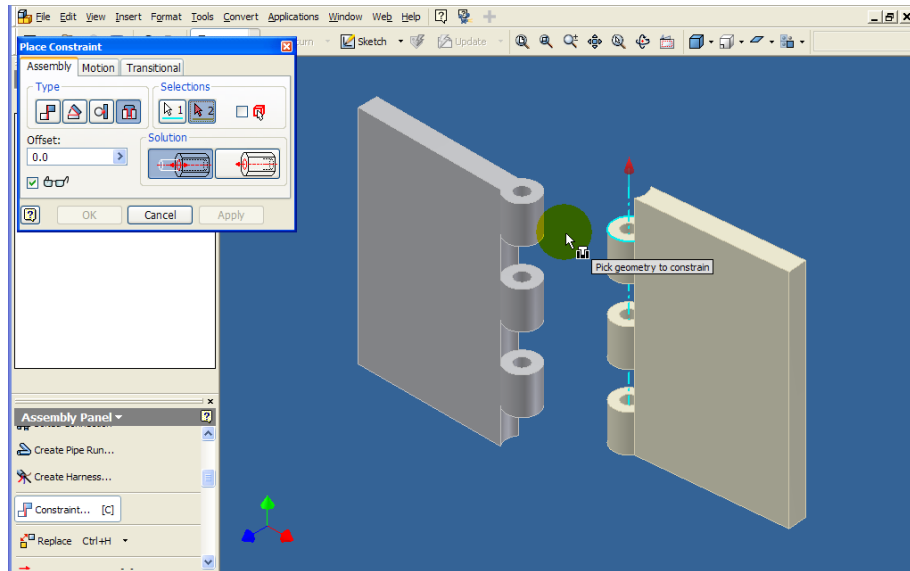 File Edit View Insert Format Tools Convert Applications Window Web Help
Sketch Update
Place Constraint
Assembly Motion Transitional
Type Selections
1 2
Offset: Solution
0.0
OK Cancel Apply
Pick geometry to constrain
Assembly Panel
Create Pipe Run...
Create Harness...
Constraint... [C]
Replace Ctrl+H